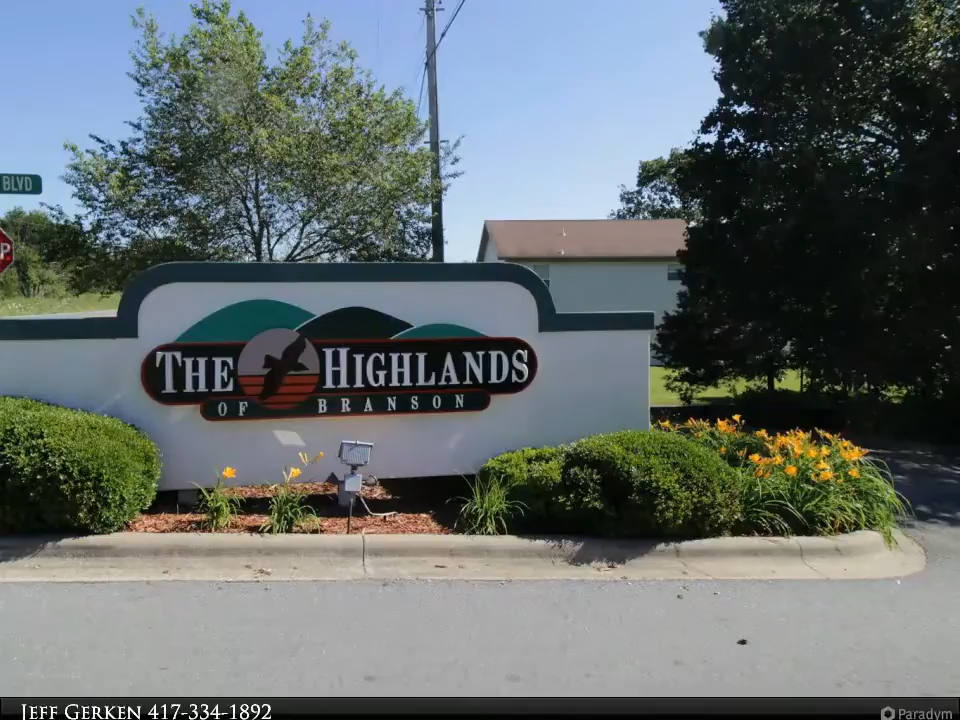 BLVD
P
THE HIGHLANDS
OF BRANSON
JEFF GERKEN 417-334-1892
Paradym